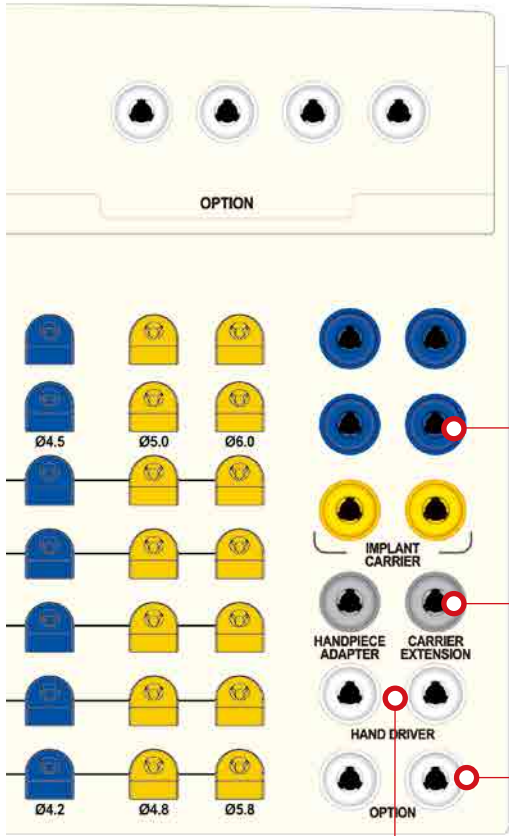 OPTION
Ø4.5 Ø5.0 Ø6.0
IMPLANT
CARRIER
HANDPIECE
ADAPTER
CARRIER
EXTENSION
HAND DRIVER
Ø4.2 Ø4.8 Ø5.8
OPTION